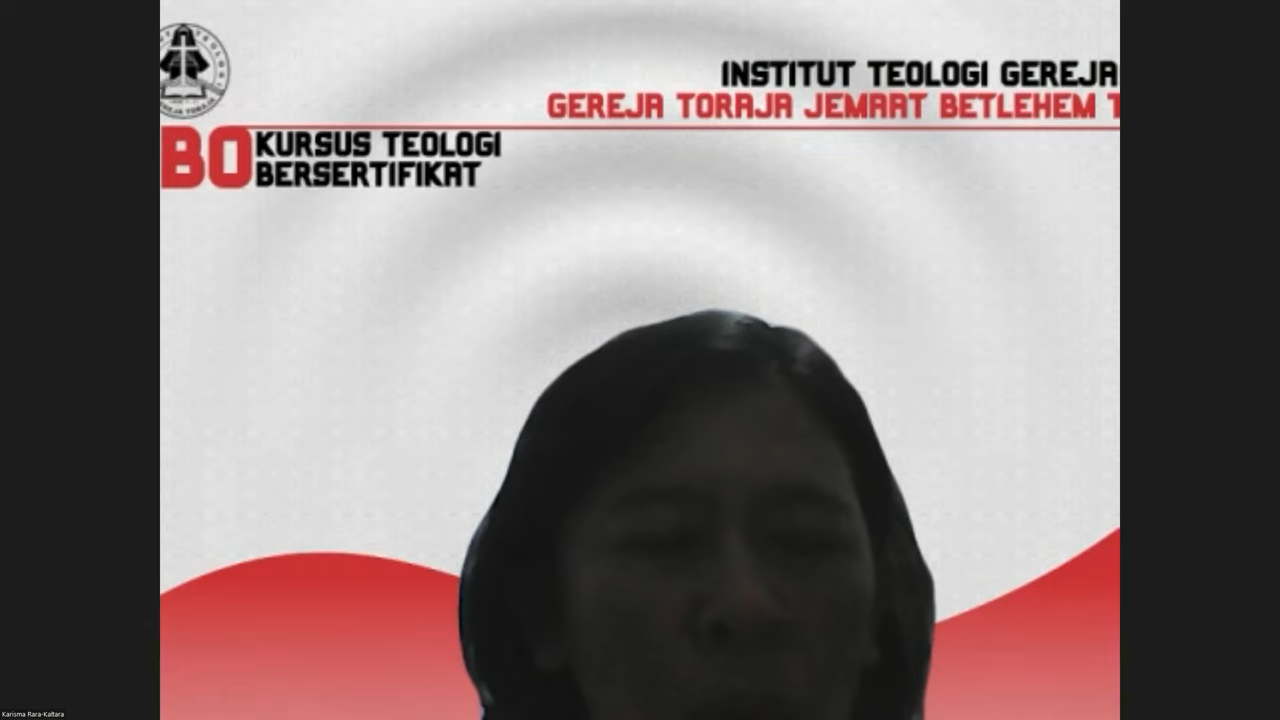 INSTITUT TEOLOGI GEREJA
GEREJA TORAJA JEMAAT BETLEHEM T
BO
KURSUS TEOLOGI
BERSERTIFIKAT
Karisma Rara-Kaltara